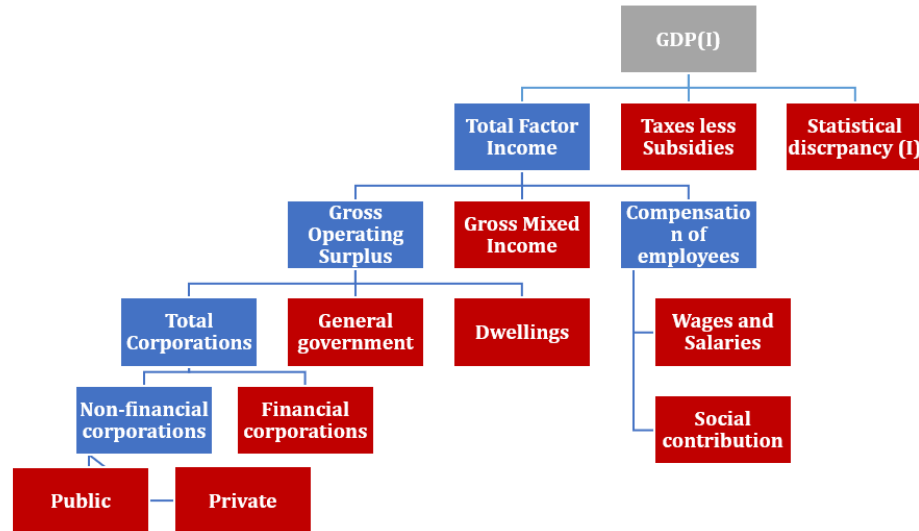 GDP(I)
Total Factor
Income
Taxes less
Subsidies
Statistical
discrpancy (I)
Gross
Operating
Surplus
Gross Mixed
Income
Compensatio
n of
employees
Total
Corporations
General
government
Dwellings
Wages and
Salaries
Non-financial
corporations
Financial
corporations
Social
contribution
Public
Private